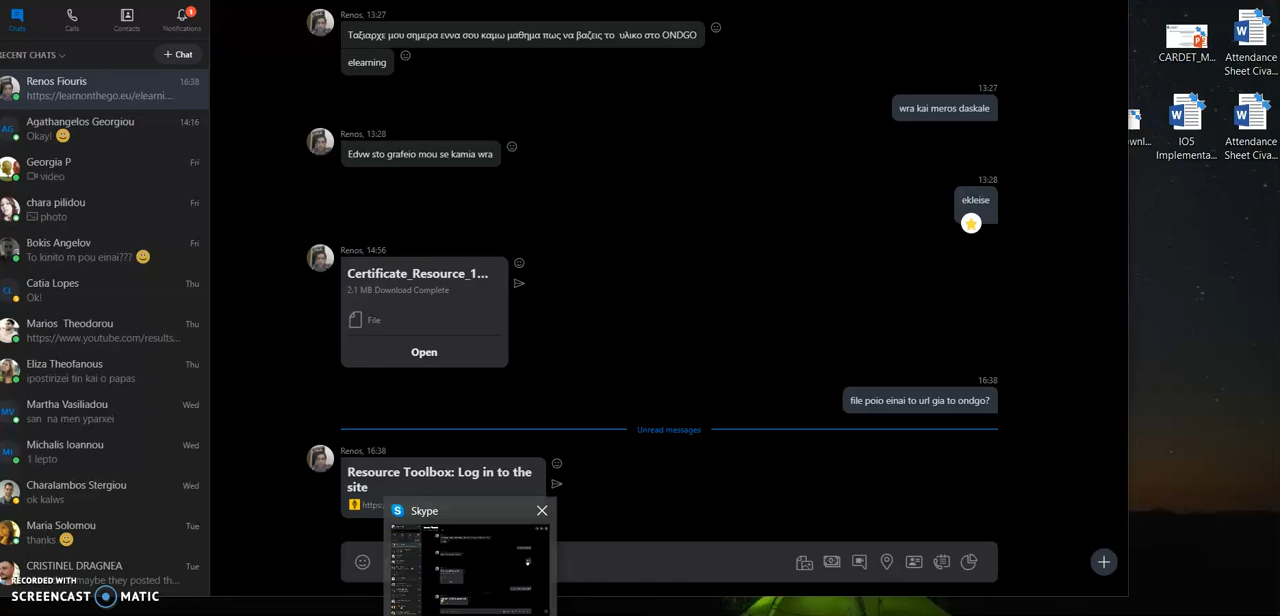 Chats
Calls
Contacts
Notifications
1
RECENT CHATS
+ Chat
Renos Fiouris
16:38
https://learnonthego.eu/elearni...
AG
Agathangelos Georgiou
14:16
Okay!
Georgia P
Fri
video
chara pilidou
Fri
photo
Bokis Angelov
Fri
To kinito m pou einai???
CL
Catia Lopes
Thu
Ok!
Marios Theodorou
Thu
https://www.youtube.com/results...
Eliza Theofanous
Thu
ipostirizei tin kai o papas
MV
Martha Vasiliadou
Wed
san na men yparxei
Mi
Michalis Ioannou
Wed
1 lepto
Charalambos Stergiou
Wed
ok kalws
Maria Solomou
Tue
thanks
CRISTINEL DRAGNEA
Tue
maybe they posted th...
RECORDED WITH
SCREENCAST MATIC
Renos, 13:27
Ταξιαρχε μου σημερα εννα σου καμω μαθημα πως να βαζεις το υλικο στο ONDGO
elearning
13:27
wra kai meros daskale
Renos, 13:28
Edvw sto grafeio mou se kamia wra
13:28
ekleise
Renos, 14:56
Certificate_Resource_1...
2.1 MB Download Complete
File
Open
16:38
file poio einai to url gia to ondgo?
Unread messages
Renos, 16:38
Resource Toolbox: Log in to the
site
https:
Skype
CARDET_M...
Attendance
Sheet Civa...
ownl...
IO5
Implementa...
Attendance
Sheet Civa...